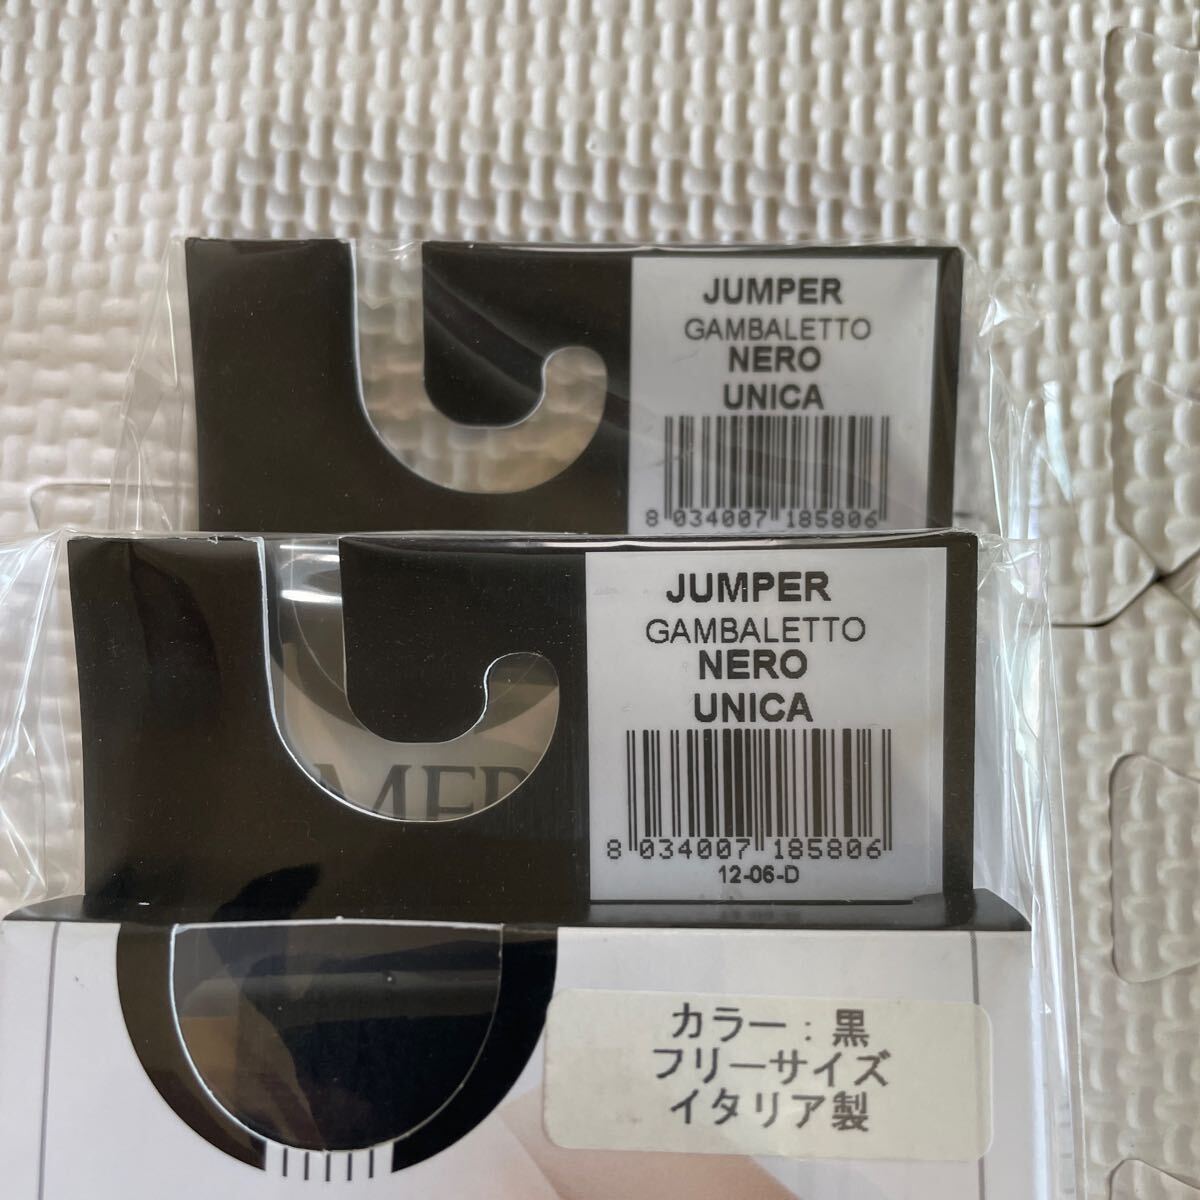 JUMPER
GAMBALETTO
NERO
UNICA
8 034007 185806
JUMPER
GAMBALETTO
NERO
UNICA
8 034007 185806
12-06-D
カラー：黒
フリーサイズ
イタリア製